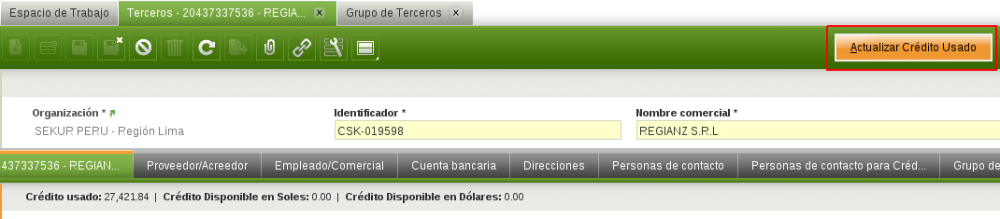 Espacio de Trabajo Terceros - 20437337536 - REGIA... Grupo de Terceros
Actualizar Crédito Usado
Organización * Identificador * Nombre comercial *
SEKUR PERU - Región Lima CSK-019598 REGIANZ S.R.L
437337536 - REGIAN... Proveedor/Acreedor Empleado/Comercial Cuenta bancaria Direcciones Personas de contacto Personas de contacto para Créd... Grupo de
Crédito usado: 27,421.84 | Crédito Disponible en Soles: 0.00 | Crédito Disponible en Dólares: 0.00